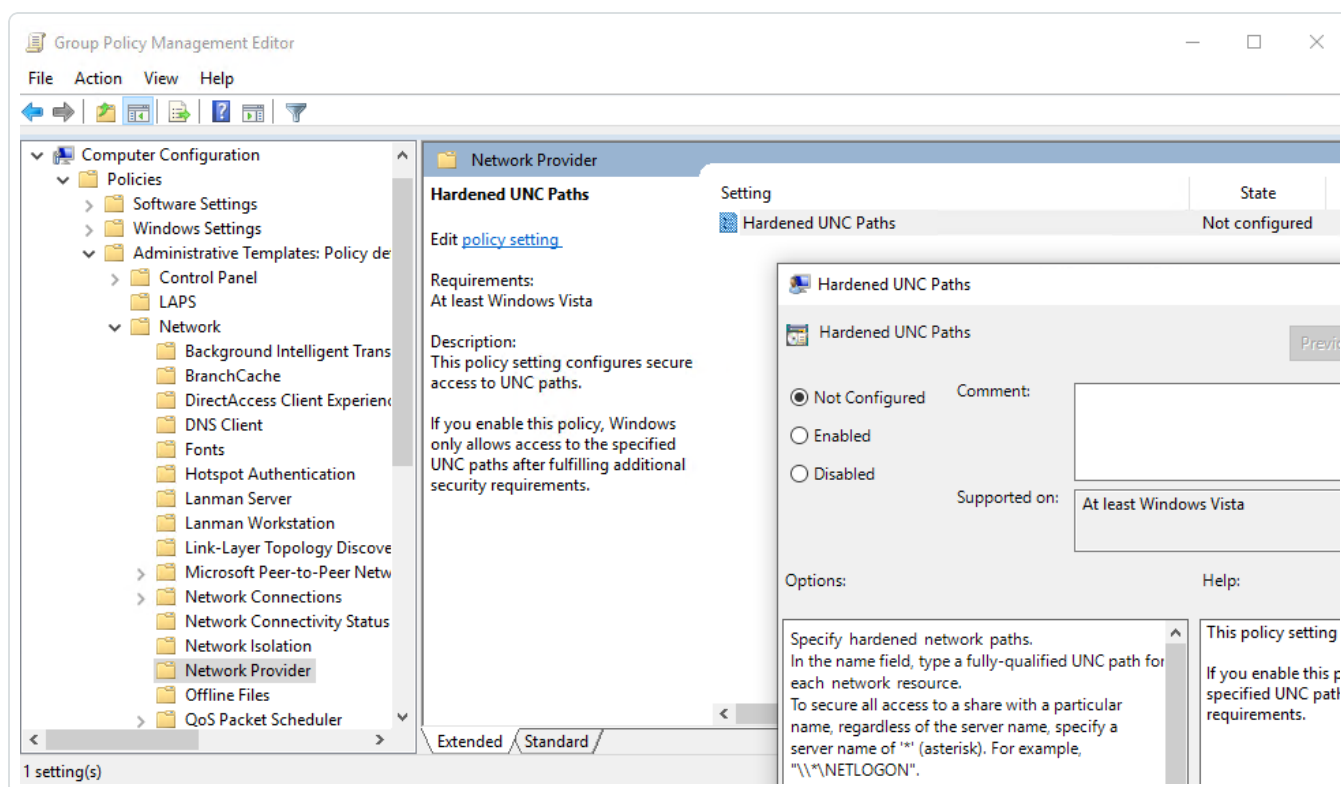 Group Policy Management Editor
File Action View Help
Computer Configuration
Policies
Software Settings
Windows Settings
Administrative Templates: Policy de
Control Panel
LAPS
Network
Background Intelligent Trans
BranchCache
DirectAccess Client Experienc
DNS Client
Fonts
Hotspot Authentication
Lanman Server
Lanman Workstation
Link-Layer Topology Discove
Microsoft Peer-to-Peer Netw
Network Connections
Network Connectivity Status
Network Isolation
Network Provider
Offline Files
QoS Packet Scheduler
1 setting(s)
Network Provider
Hardened UNC Paths
Edit policy setting
Requirements:
At least Windows Vista
Description:
This policy setting configures secure
access to UNC paths.
If you enable this policy, Windows
only allows access to the specified
UNC paths after fulfilling additional
security requirements.
Extended Standard
Setting State
Hardened UNC Paths Not configured
Hardened UNC Paths
Hardened UNC Paths
Previ
Not Configured
Enabled
Disabled
Comment:
Supported on:
At least Windows Vista
Options:
Help:
Specify hardened network paths.
In the name field, type a fully-qualified UNC path for
each network resource.
To secure all access to a share with a particular
name, regardless of the server name, specify a
server name of '*' (asterisk). For example,
"\\*\NETLOGON".
This policy setting
If you enable this p
specified UNC path
requirements.